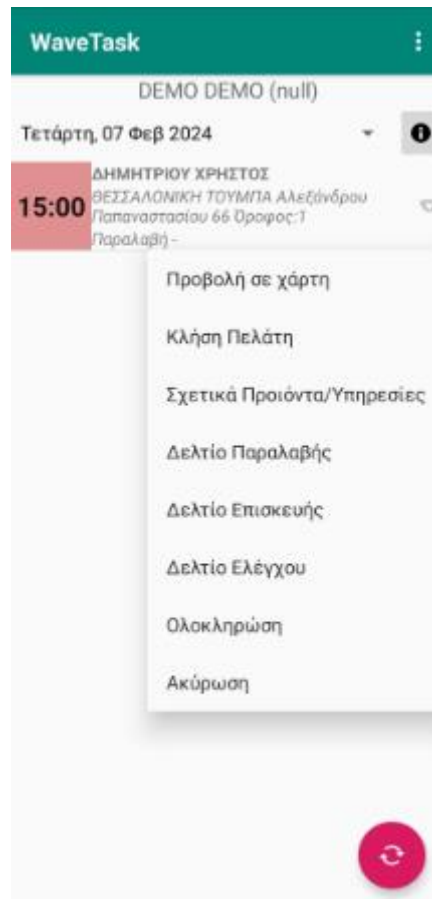 WaveTask
DEMO DEMO (null)
Τετάρτη, 07 Φεβ 2024
15:00
ΔΗΜΗΤΡΙΟΥ ΧΡΗΣΤΟΣ
ΘΕΣΣΑΛΟΝΙΚΗ ΤΟΥΜΠΑ Αλεξάνδρου
Παπαναστασίου 66 Όροφος:1
Παραλαβή -
Προβολή σε χάρτη
Κλήση Πελάτη
Σχετικά Προιόντα/Υπηρεσίες
Δελτίο Παραλαβής
Δελτίο Επισκευής
Δελτίο Ελέγχου
Ολοκληρώση
Ακύρωση